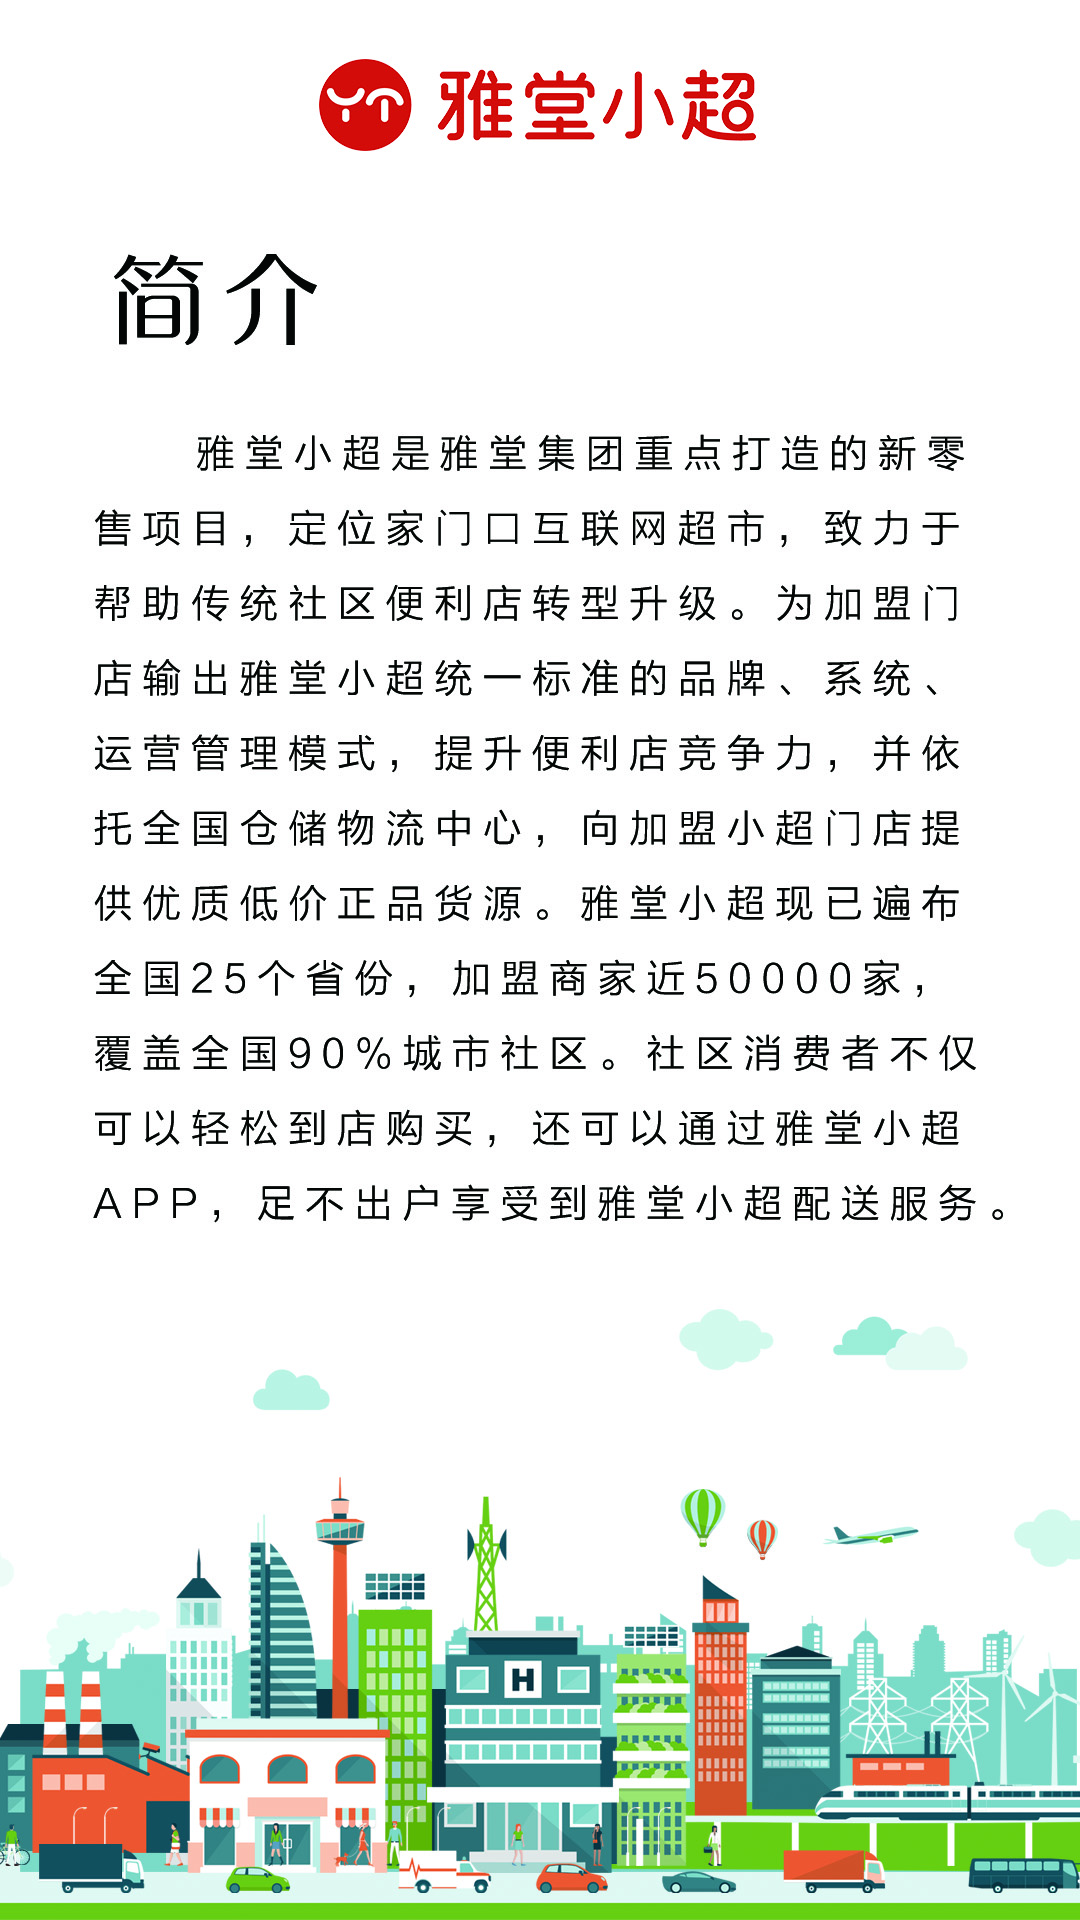 雅堂小超
简介
雅堂小超是雅堂集团重点打造的新零
售项目，定位家门口互联网超市，致力于
帮助传统社区便利店转型升级。为加盟门
店输出雅堂小超统一标准的品牌、系统、
运营管理模式，提升便利店竞争力，并依
托全国仓储物流中心，向加盟小超门店提
供优质低价正品货源。雅堂小超现已遍布
全国25个省份，加盟商家近50000家，
覆盖全国90%城市社区。社区消费者不仅
可以轻松到店购买，还可以通过雅堂小超
APP，足不出户享受到雅堂小超配送服务。
H